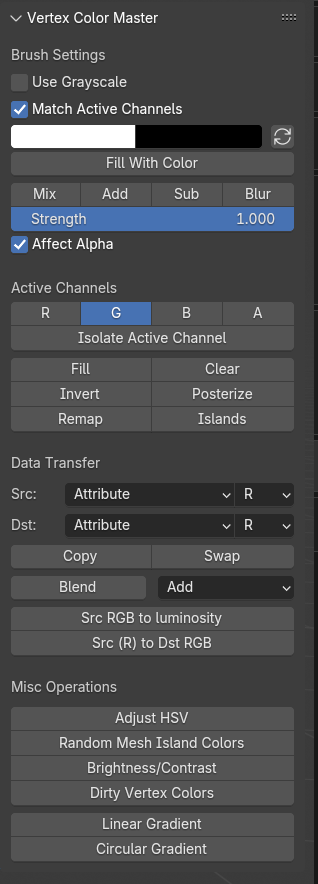 Vertex Color Master
Brush Settings
Use Grayscale
Match Active Channels
Fill With Color
Mix Add Sub Blur
Strength 1.000
Affect Alpha
Active Channels
R G B A
Isolate Active Channel
Fill Clear
Invert Posterize
Remap Islands
Data Transfer
Src: Attribute R
Dst: Attribute R
Copy Swap
Blend Add
Src RGB to luminosity
Src (R) to Dst RGB
Misc Operations
Adjust HSV
Random Mesh Island Colors
Brightness/Contrast
Dirty Vertex Colors
Linear Gradient
Circular Gradient